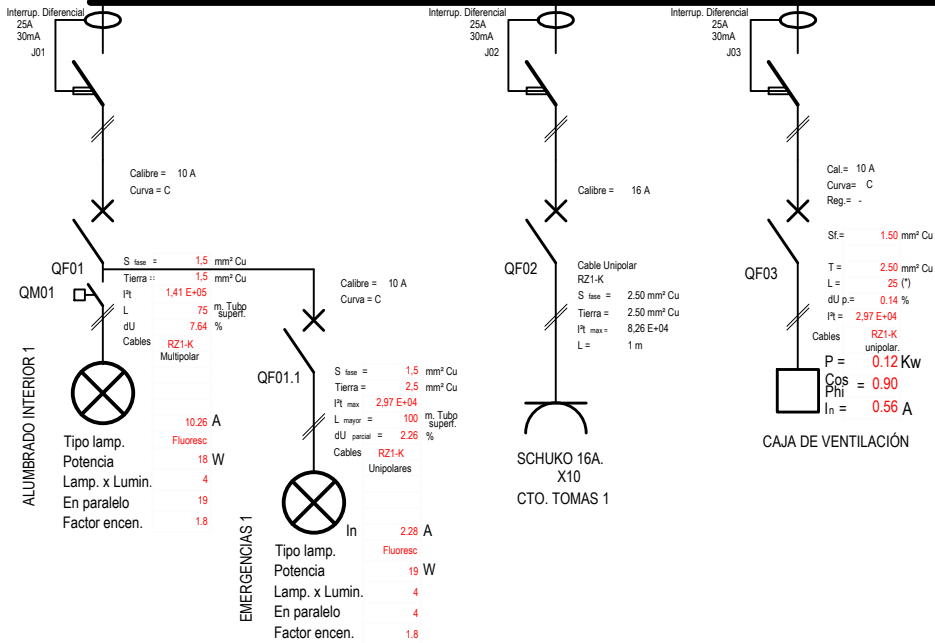 Interrup. Diferencial
25A
30mA
J01
Calibre = 10 A
Curva = C
QF01
QM01
S fase = 1,5 mm² Cu
Tierra :: 1,5 mm² Cu
I²t 1,41 E+05
L 75 m. Tubo superf.
dU 7.64 %
Cables RZ1-K
Multipolar
10.26 A
Tipo lamp. Fluoresc
Potencia 18 W
Lamp. x Lumin. 4
En paralelo 19
Factor encen. 1.8
ALUMBRADO INTERIOR 1
Calibre = 10 A
Curva = C
QF01.1
S fase = 1,5 mm² Cu
Tierra = 2,5 mm² Cu
I²t max 2,97 E+04
L mayor = 100 m. Tubo superf.
dU parcial = 2.26 %
Cables RZ1-K
Unipolares
In 2.28 A
Tipo lamp. Fluoresc
Potencia 19 W
Lamp. x Lumin. 4
En paralelo 4
Factor encen. 1.8
EMERGENCIAS 1
Interrup. Diferencial
25A
30mA
J02
Calibre = 16 A
QF02
Cable Unipolar
RZ1-K
S fase = 2.50 mm² Cu
Tierra = 2.50 mm² Cu
I²t max = 8,26 E+04
L = 1 m
SCHUKO 16A.
X10
CTO. TOMAS 1
Interrup. Diferencial
25A
30mA
J03
Cal.= 10 A
Curva= C
Reg.= -
QF03
Sf.= 1.50 mm² Cu
T = 2.50 mm² Cu
L = 25 (*)
dU p.= 0.14 %
I²t = 2,97 E+04
Cables RZ1-K
unipolar.
P = 0.12 Kw
Cos Phi = 0.90
In = 0.56 A
CAJA DE VENTILACIÓN